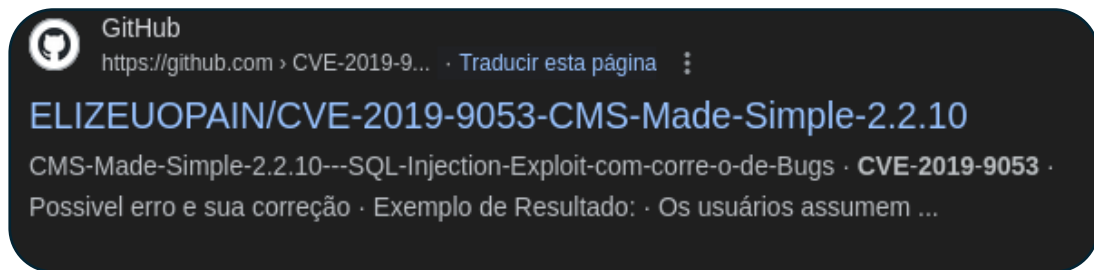 GitHub
https://github.com › CVE-2019-9... · Traducir esta página
ELIZEUOPAIN/CVE-2019-9053-CMS-Made-Simple-2.2.10
CMS-Made-Simple-2.2.10---SQL-Injection-Exploit-com-corre-o-de-Bugs · CVE-2019-9053 ·
Possivel erro e sua correção · Exemplo de Resultado: · Os usuários assumem ...